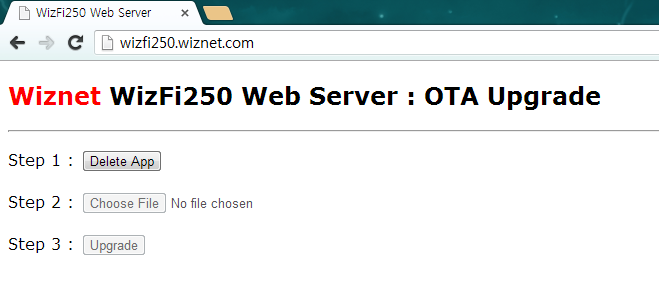 WizFi250 Web Server
wizfi250.wiznet.com
Wiznet WizFi250 Web Server : OTA Upgrade
Step 1 : Delete App
Step 2 : Choose File No file chosen
Step 3 : Upgrade